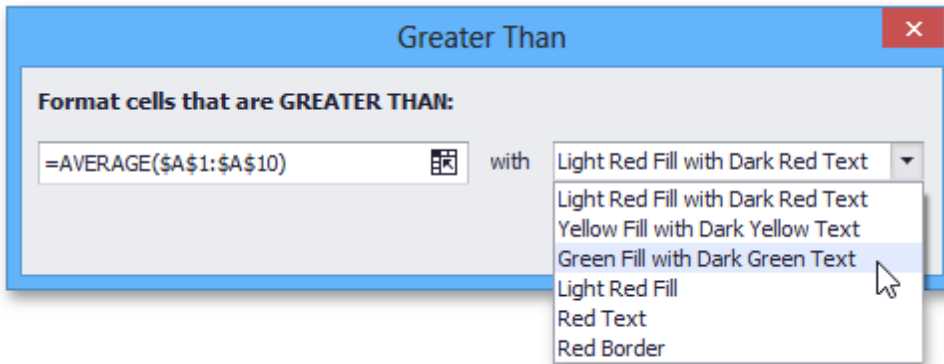 Greater Than
Format cells that are GREATER THAN:
=AVERAGE($A$1:$A$10) with Light Red Fill with Dark Red Text
Light Red Fill with Dark Red Text
Yellow Fill with Dark Yellow Text
Green Fill with Dark Green Text
Light Red Fill
Red Text
Red Border